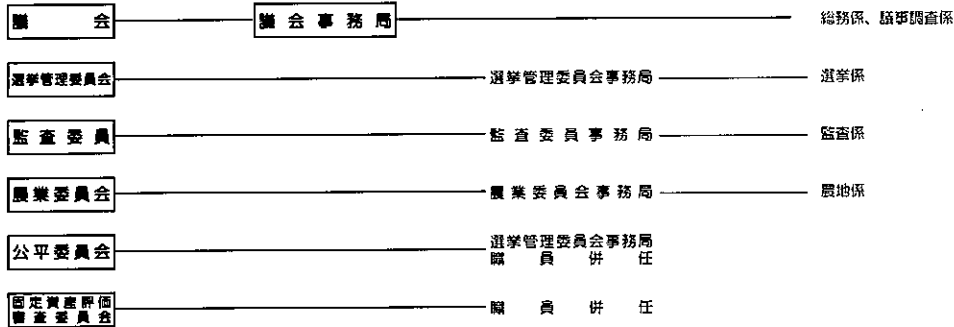 議会 議会事務局 総務係、議事調査係
選挙管理委員会 選挙管理委員会事務局 選挙係
監査委員 監査委員事務局 監査係
農業委員会 農業委員会事務局 農地係
公平委員会 選挙管理委員会事務局
職員併任
固定資産評価
審査委員会 職員併任